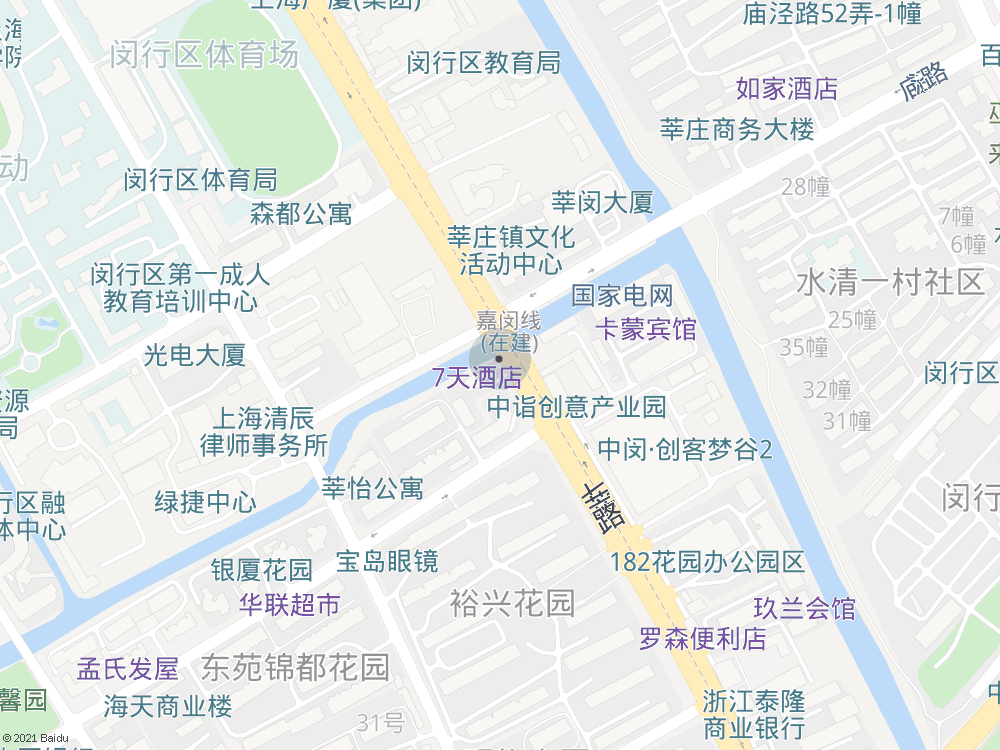 上海广厦(集团)
庙泾路52弄-1幢
闵行区体育场
闵行区教育局
如家酒店
莘庄商务大楼
闵行区体育局
28幢
森都公寓
莘闵大厦
7幢
莘庄镇文化
活动中心
6幢
闵行区第一成人
教育培训中心
国家电网
水清一村社区
嘉闵线
(在建)
卡蒙宾馆
25幢
35幢
光电大厦
7天酒店
闵行区
32幢
中诣创意产业园
31幢
上海清辰
律师事务所
中闵·创客梦谷2
莘怡公寓
绿捷中心
行区融
体中心
闵行
莘路
银厦花园
宝岛眼镜
182花园办公园区
华联超市
裕兴花园
玖兰会馆
罗森便利店
孟氏发屋
东苑锦都花园
馨园
海天商业楼
31号
浙江泰隆
商业银行
© 2021 Baidu